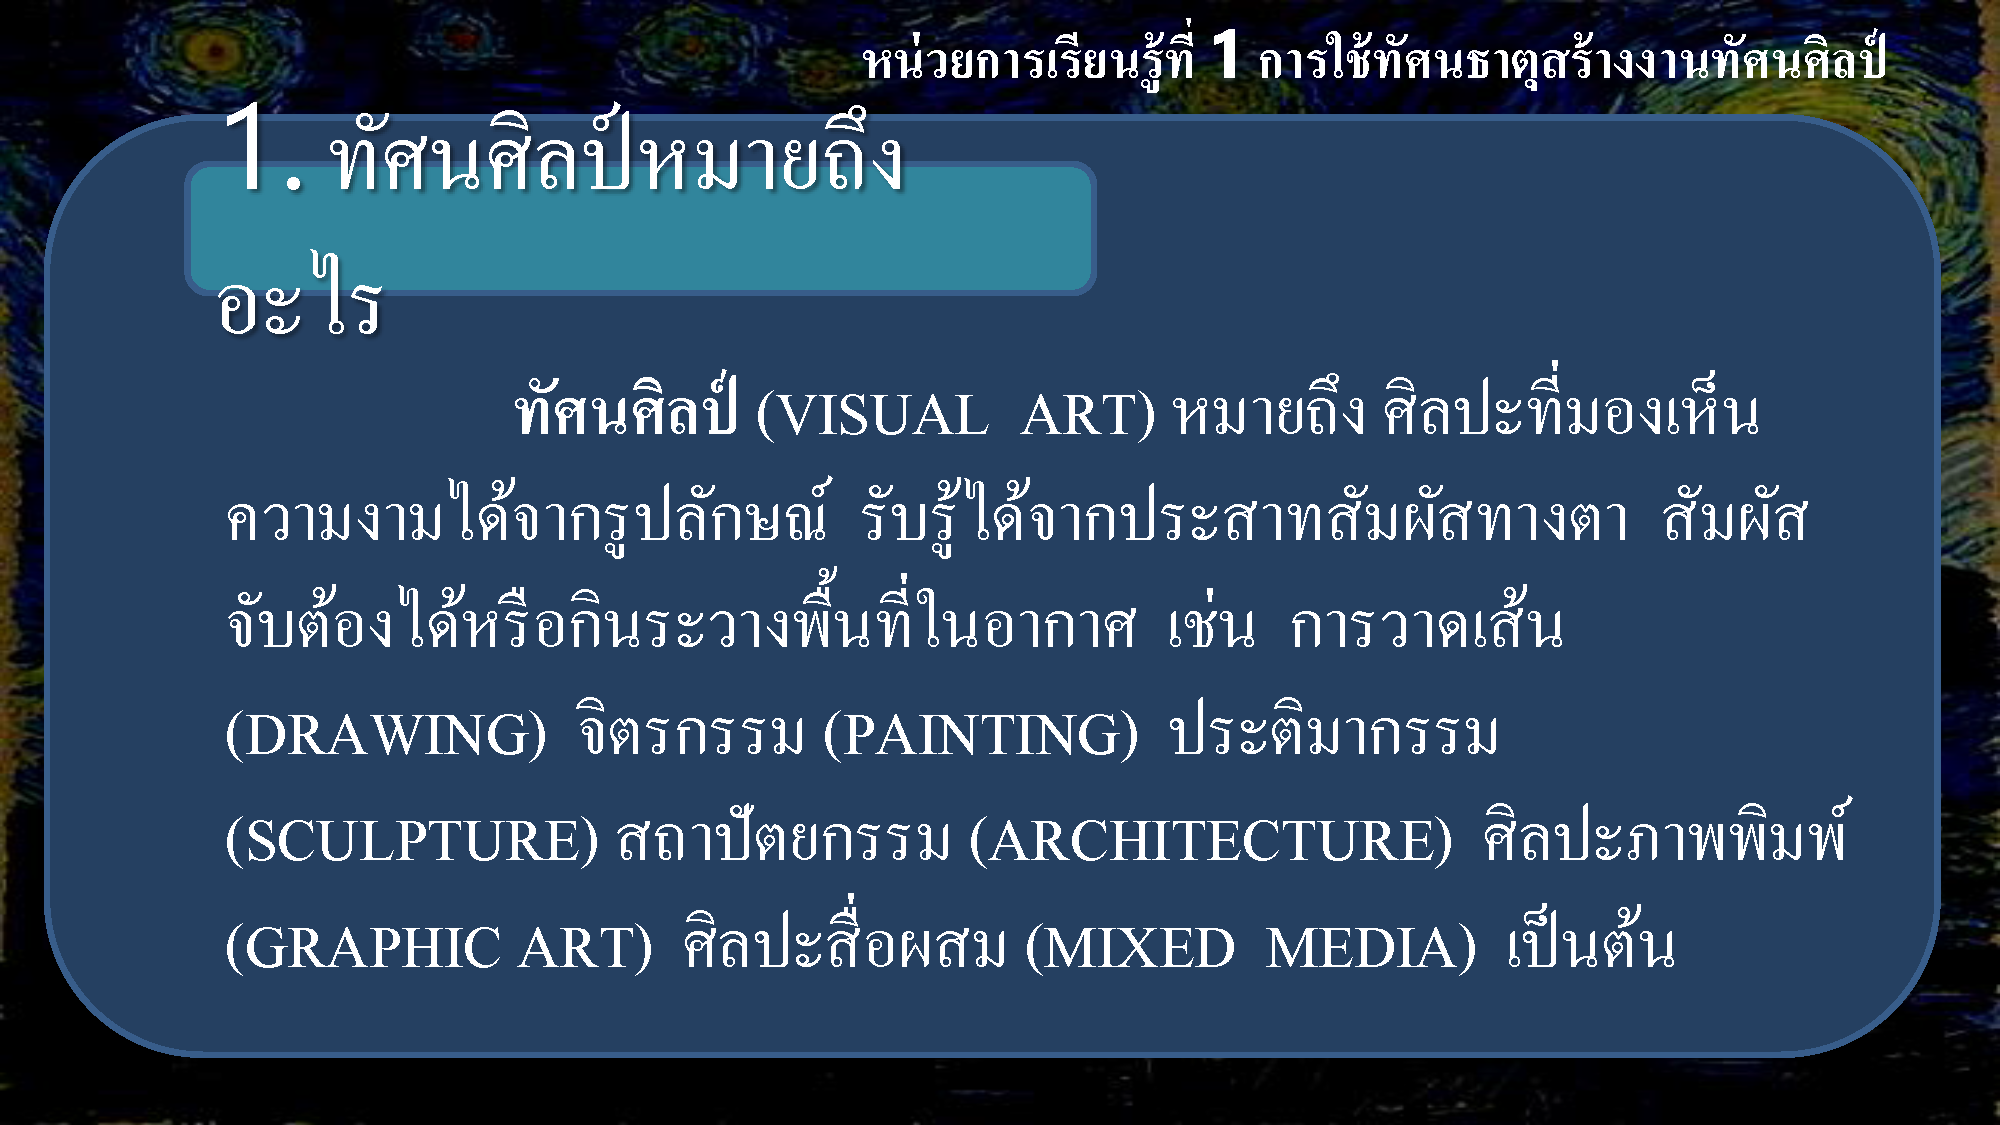 หน่วยการเรียนรู้ที่ 1 การใช้ทัศนธาตุสร้างงานทัศนศิลป์
1. ทัศนศิลป์หมายถึง
อะไร
ทัศนศิลป์ (VISUAL ART) หมายถึง ศิลปะที่มองเห็น
ความงามได้จากรูปลักษณ์ รับรู้ได้จากประสาทสัมผัสทางตา สัมผัส
จับต้องได้หรือกินระวางพื้นที่ในอากาศ เช่น การวาดเส้น
(DRAWING) จิตรกรรม (PAINTING) ประติมากรรม
(SCULPTURE) สถาปัตยกรรม (ARCHITECTURE) ศิลปะภาพพิมพ์
(GRAPHIC ART) ศิลปะสื่อผสม (MIXED MEDIA) เป็นต้น